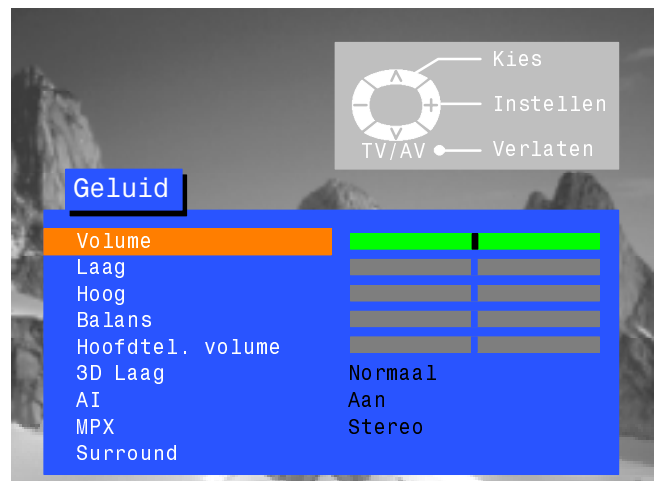 Kies
Instellen
TV/AV Verlaten
Geluid
Volume
Laag
Hoog
Balans
Hoofdtel. volume
3D Laag Normaal
AI Aan
MPX Stereo
Surround